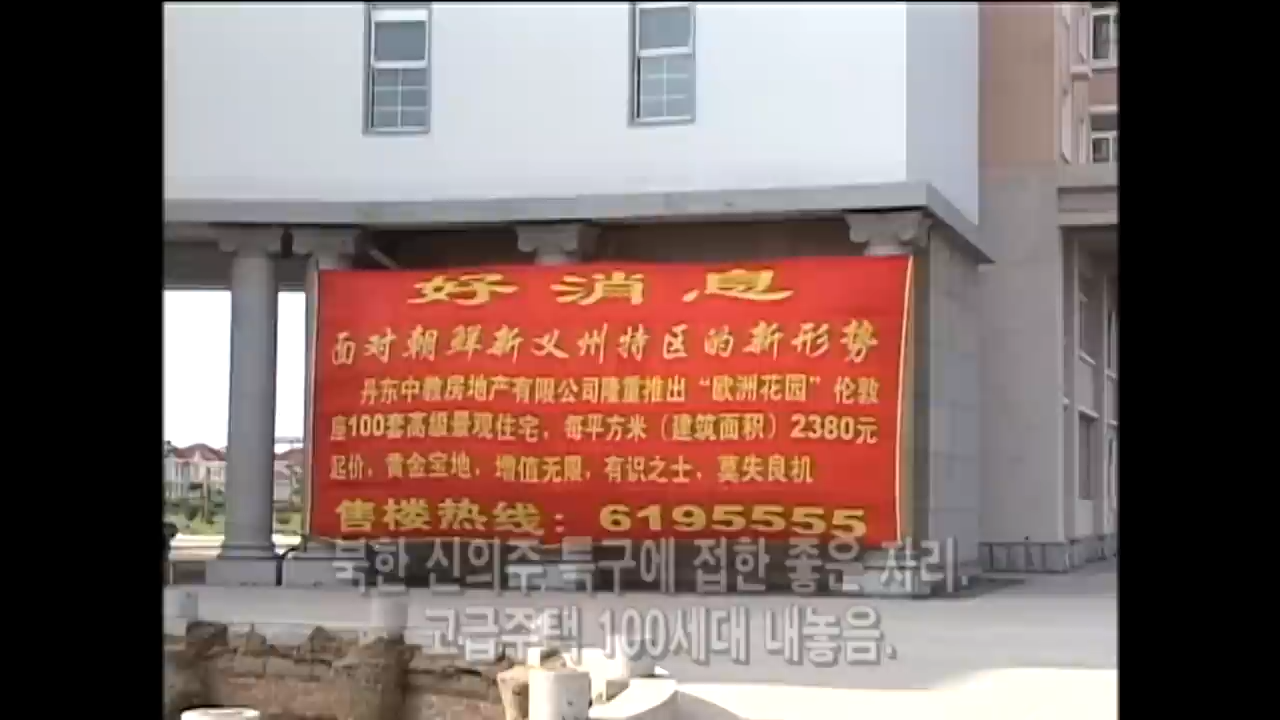 好消息
面对朝鲜新义州特区的新形势
丹东中赣房地产有限公司隆重推出“欧洲花园”伦敦
座100套高级景观住宅，每平方米（建筑面积）2380元
起价，黄金宝地，增值无限，有识之士，莫失良机
售楼热线：6195555
북한 신의주 특구에 접한 좋은 자리.
고급주택 100세대 내놓음.